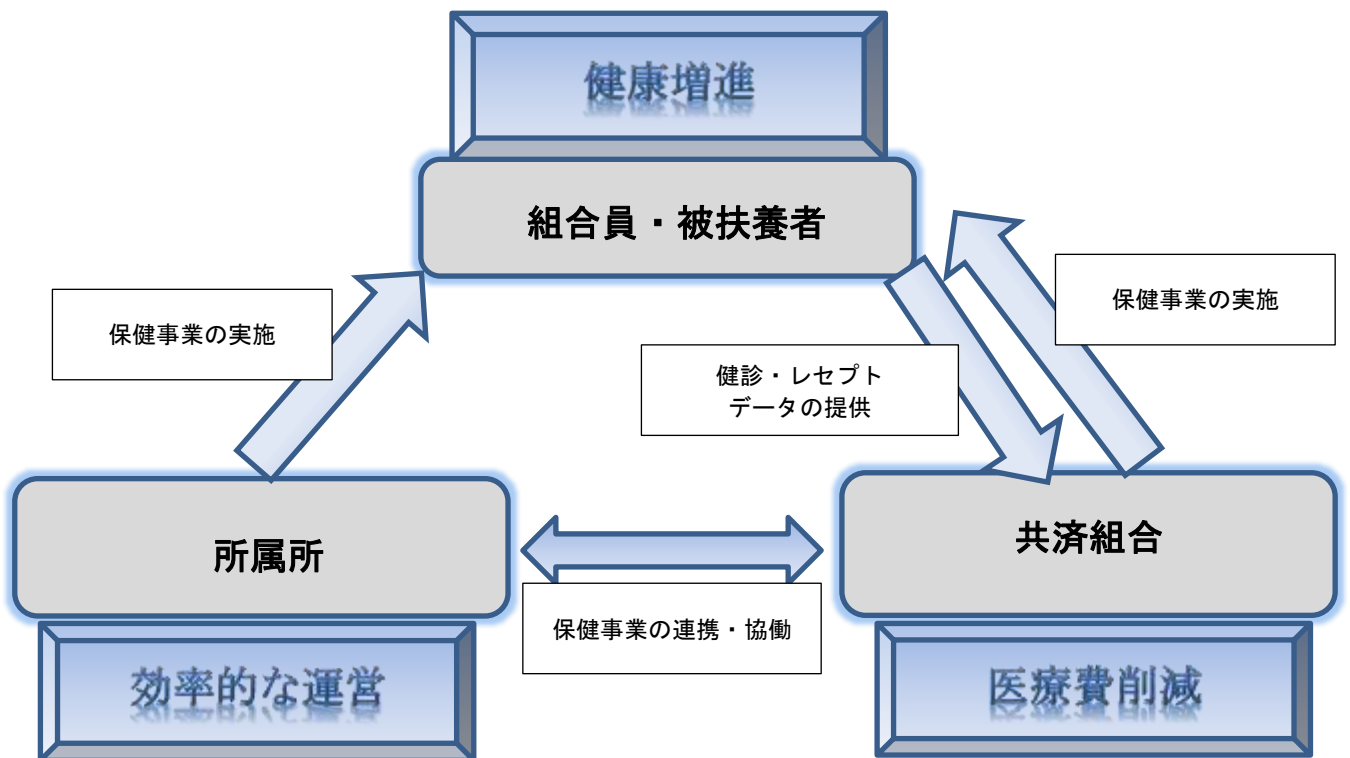 健康増進
組合員・被扶養者
保健事業の実施
保健事業の実施
健診・レセプト
データの提供
所属所
共済組合
保健事業の連携・協働
効率的な運営
医療費削減